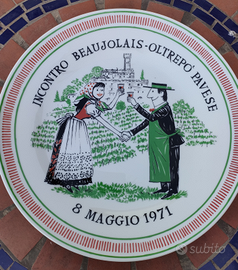 INCONTRO BEAUJOLAIS-OLTREPÒ PAVESE
8 MAGGIO 1971
subito